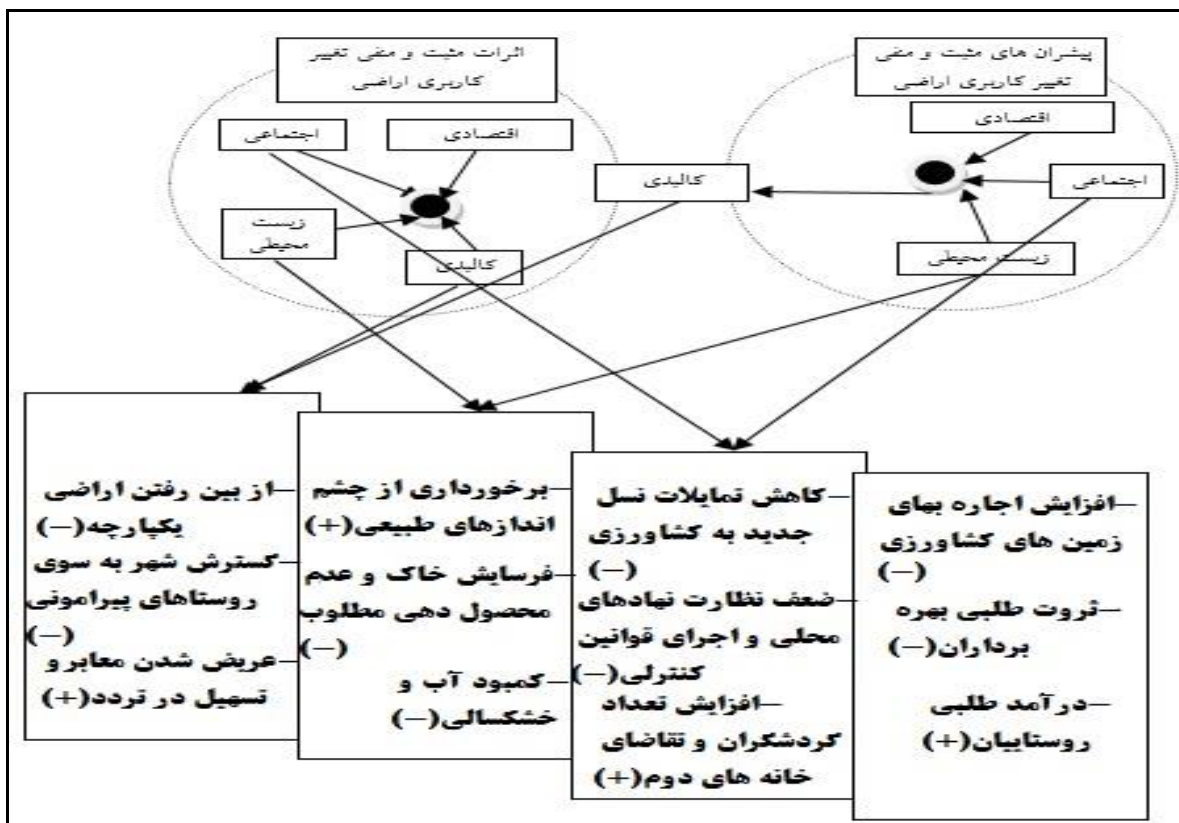 پیشران های مثبت و منفی
تغییر کاربری اراضی
اقتصادی
اجتماعی
زیست محیطی
کالبدی
اثرات مثبت و منفی تغییر
کاربری اراضی
اقتصادی
اجتماعی
زیست
محیطی
کالبدی
–افزایش اجاره بهای
زمین های کشاورزی
(–)
–ثروت طلبی بهره
برداران(–)
–درآمد طلبی
روستاییان(+)
–کاهش تمایلات نسل
جدید به کشاورزی
(–)
–ضعف نظارت نهادهای
محلی و اجرای قوانین
کنترلی(–)
–افزایش تعداد
گردشگران و تقاضای
خانه های دوم(+)
–برخورداری از چشم
اندازهای طبیعی(+)
–فرسایش خاک و عدم
محصول دهی مطلوب
(–)
–کمبود آب و
خشکسالی(–)
–از بین رفتن اراضی
یکپارچه(–)
–گسترش شهر به سوی
روستاهای پیرامونی
(–)
–عریض شدن معابر و
تسهیل در تردد(+)